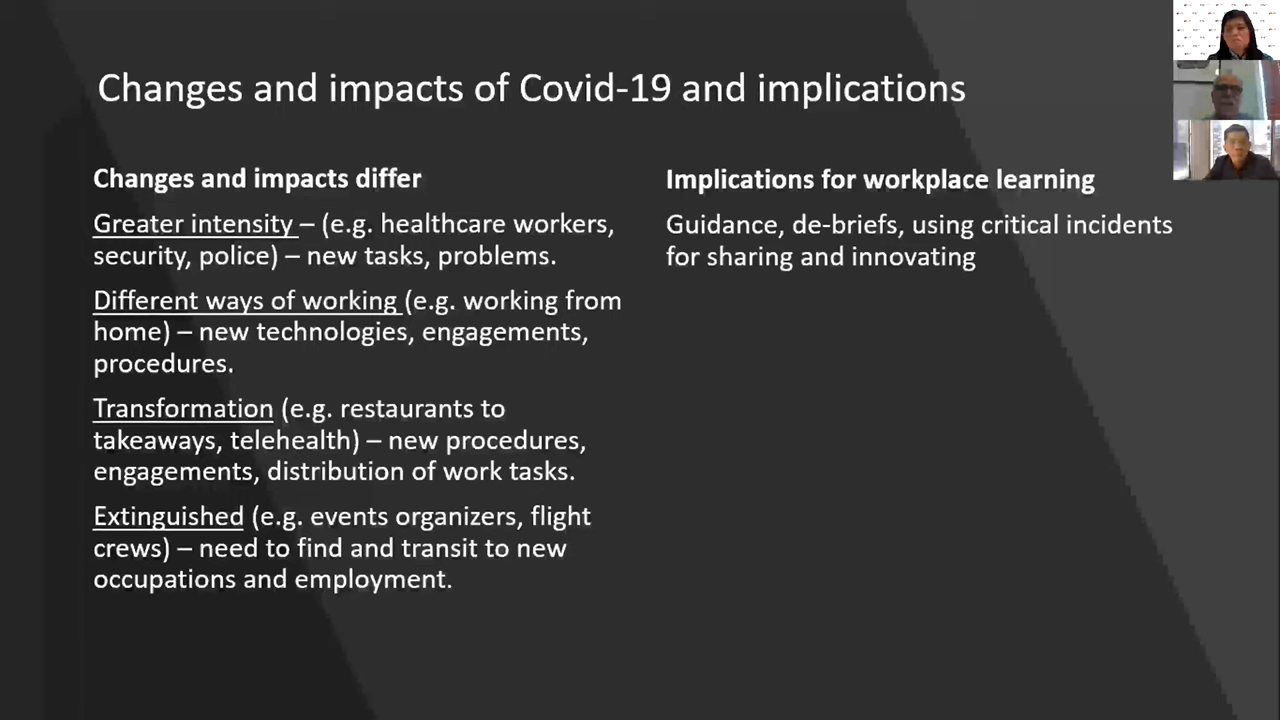 Changes and impacts of Covid-19 and implications
Changes and impacts differ
Greater intensity – (e.g. healthcare workers,
security, police) – new tasks, problems.
Different ways of working (e.g. working from
home) – new technologies, engagements,
procedures.
Transformation (e.g. restaurants to
takeaways, telehealth) – new procedures,
engagements, distribution of work tasks.
Extinguished (e.g. events organizers, flight
crews) – need to find and transit to new
occupations and employment.
Implications for workplace learning
Guidance, de-briefs, using critical incidents
for sharing and innovating